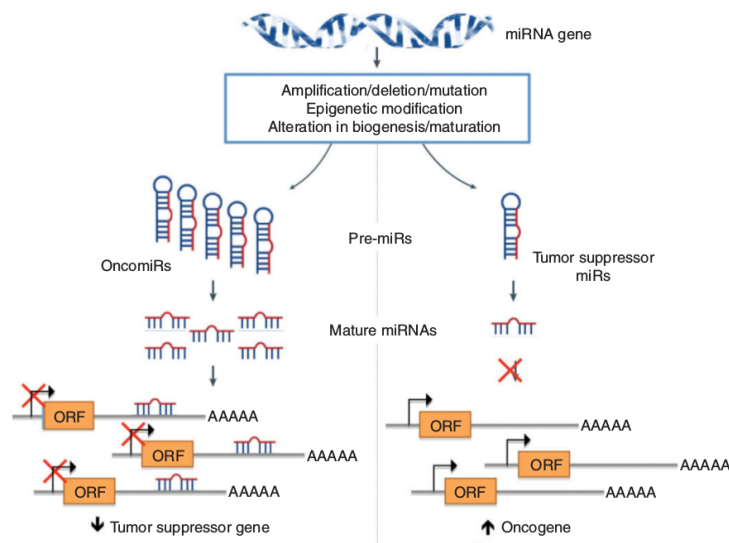 miRNA gene
Amplification/deletion/mutation
Epigenetic modification
Alteration in biogenesis/maturation
Pre-miRs
OncomiRs
Tumor suppressor
miRs
Mature miRNAs
ORF
AAAAA
ORF
AAAAA
ORF
AAAAA
Tumor suppressor gene
ORF
AAAAA
ORF
AAAAA
ORF
AAAAA
Oncogene